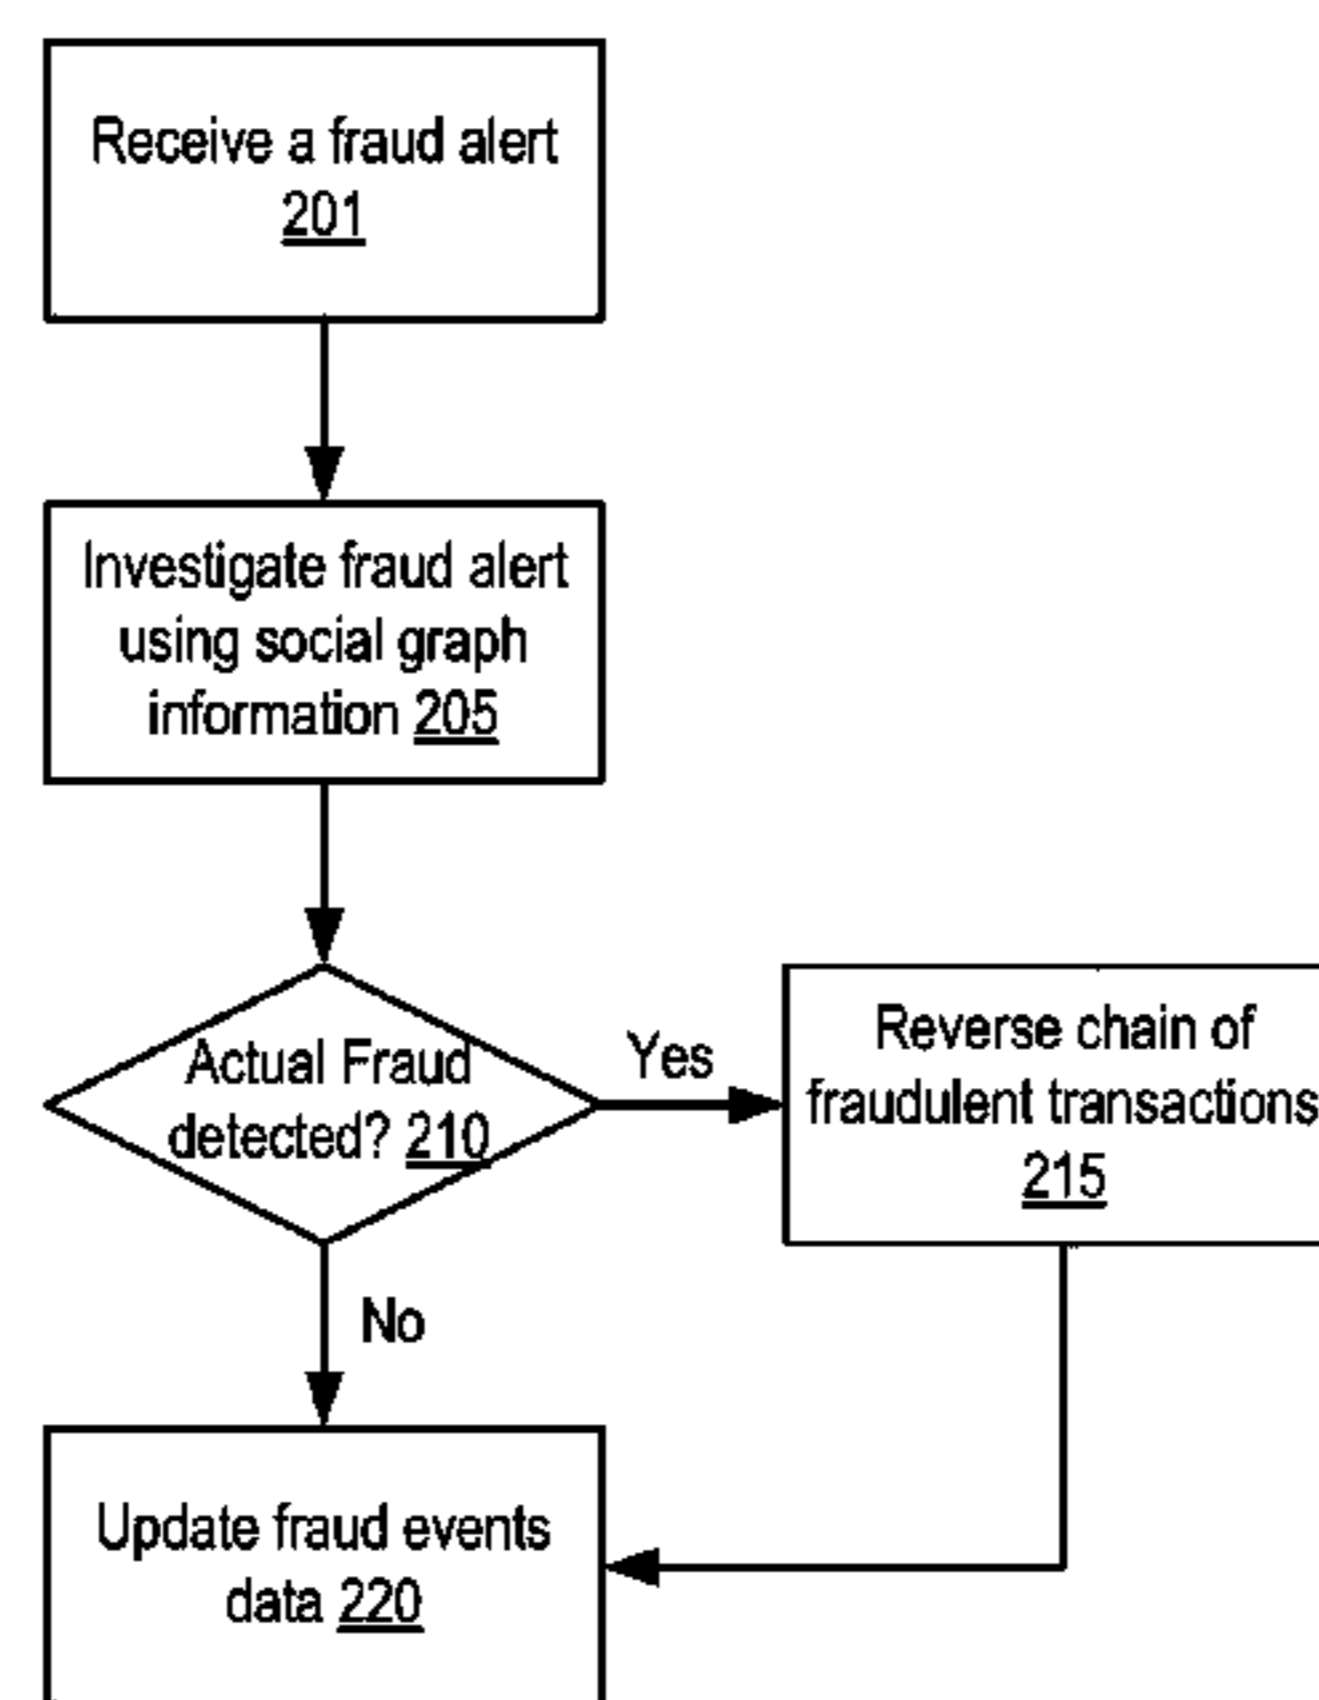 Receive a fraud alert
201
Investigate fraud alert
using social graph
information 205
Actual Fraud
detected? 210
Yes
Reverse chain of
fraudulent transactions
215
No
Update fraud events
data 220